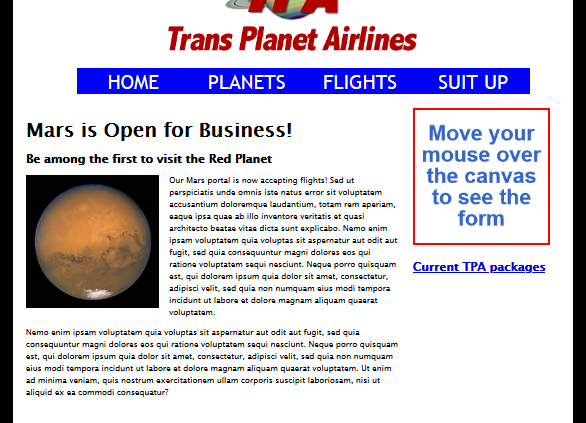 TPA
Trans Planet Airlines
HOME PLANETS FLIGHTS SUIT UP
Mars is Open for Business!
Be among the first to visit the Red Planet
Our Mars portal is now accepting flights! Sed ut
perspiciatis unde omnis iste natus error sit voluptatem
accusantium doloremque laudantium, totam rem aperiam,
eaque ipsa quae ab illo inventore veritatis et quasi
architecto beatae vitae dicta sunt explicabo. Nemo enim
ipsam voluptatem quia voluptas sit aspernatur aut odit aut
fugit, sed quia consequuntur magni dolores eos qui
ratione voluptatem sequi nesciunt. Neque porro quisquam
est, qui dolorem ipsum quia dolor sit amet, consectetur,
adipisci velit, sed quia non numquam eius modi tempora
incidunt ut labore et dolore magnam aliquam quaerat
voluptatem.
Nemo enim ipsam voluptatem quia voluptas sit aspernatur aut odit aut fugit, sed quia
consequuntur magni dolores eos qui ratione voluptatem sequi nesciunt. Neque porro quisquam
est, qui dolorem ipsum quia dolor sit amet, consectetur, adipisci velit, sed quia non numquam
eius modi tempora incidunt ut labore et dolore magnam aliquam quaerat voluptatem. Ut enim
ad minima veniam, quis nostrum exercitationem ullam corporis suscipit laboriosam, nisi ut
aliquid ex ea commodi consequatur?
Move your
mouse over
the canvas
to see the
form
Current TPA packages